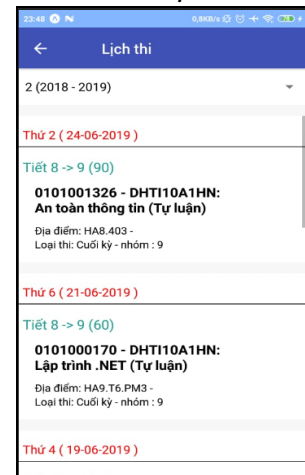 23:48 N 0,8KB/s
Lịch thi
2 (2018 - 2019)
Thứ 2 ( 24-06-2019 )
Tiết 8 -> 9 (90)
0101001326 - DHTI10A1HN:
An toàn thông tin (Tự luận)
Địa điểm: HA8.403 -
Loại thi: Cuối kỳ - nhóm : 9
Thứ 6 ( 21-06-2019 )
Tiết 8 -> 9 (60)
0101000170 - DHTI10A1HN:
Lập trình .NET (Tự luận)
Địa điểm: HA9.T6.PM3 -
Loại thi: Cuối kỳ - nhóm : 9
Thứ 4 ( 19-06-2019 )